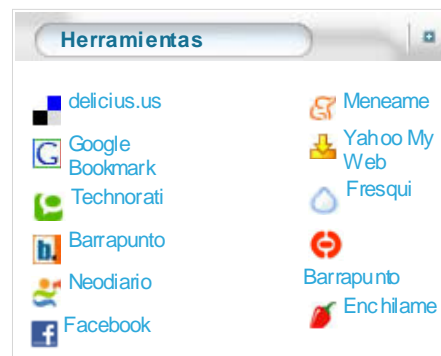 Herramientas
delicius.us
Google
Bookmark
Technorati
Barrapunto
Neodiario
Facebook
Meneame
Yahoo My
Web
Fresqui
Barrapunto
Enchilame